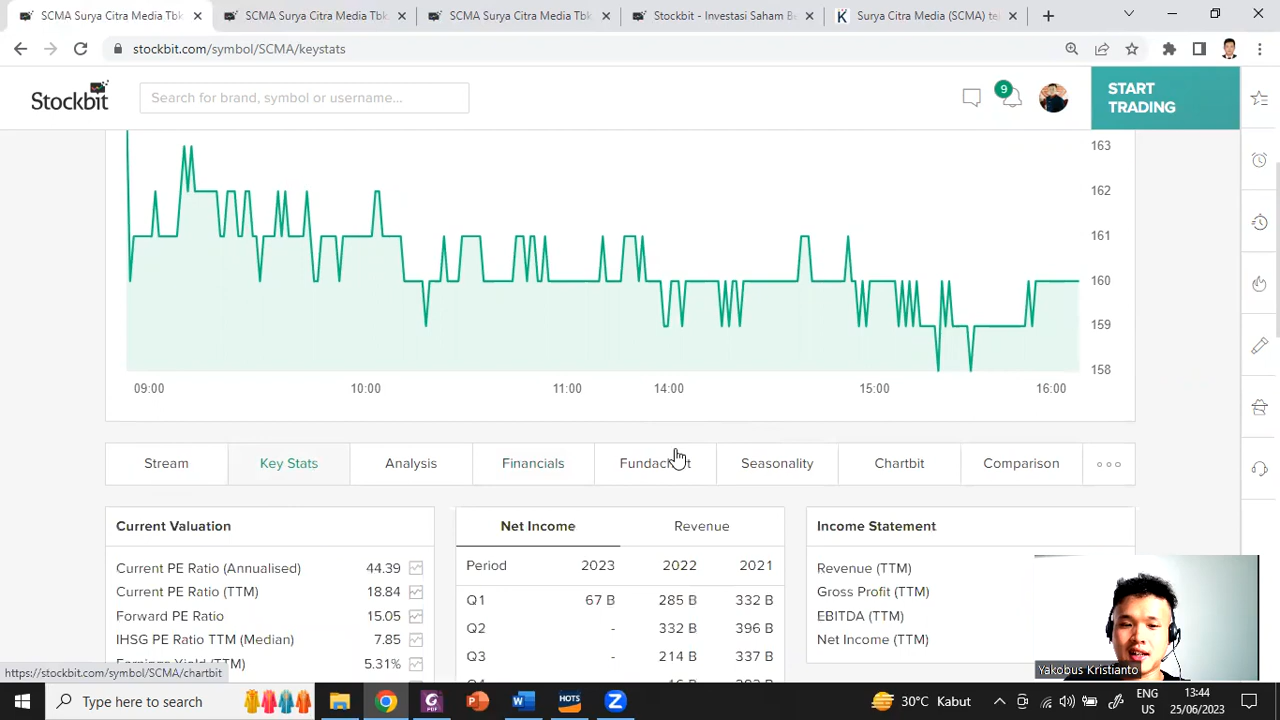 SCMA Surya Citra Media Tbk
SCMA Surya Citra Media Tbk.
SCMA Surya Citra Media Tbk.
Stockbit - Investasi Saham B
Surya Citra Media (SCMA) te
stockbit.com/symbol/SCMA/keystats
Stockbit
Search for brand, symbol or username...
9
START
TRADING
163
162
161
160
159
158
09:00 10:00 11:00 14:00 15:00 16:00
Stream Key Stats Analysis Financials Seasonality Chartbit Comparison
Current Valuation
Current PE Ratio (Annualised) 44.39
Current PE Ratio (TTM) 18.84
Forward PE Ratio 15.05
IHSG PE Ratio TTM (Median) 7.85
Earnings Yield (TTM) 5.31%
Net Income Revenue
Period 2023 2022 2021
Q1 67 B 285 B 332 B
Q2 - 332 B 396 B
Q3 - 214 B 337 B
Income Statement
Revenue (TTM)
Gross Profit (TTM)
EBITDA (TTM)
Net Income (TTM)
Yakobus Kristianto
https://stockbit.com/symbol/SCMA/chartbit
Type here to search
HOTS
30°C Kabut
ENG
US
13:44
25/06/2023